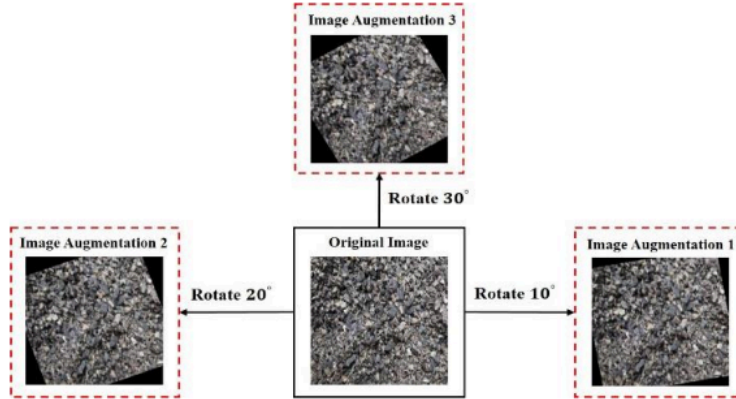 Image Augmentation 3
Rotate 30°
Image Augmentation 2
Original Image
Image Augmentation 1
Rotate 20°
Rotate 10°